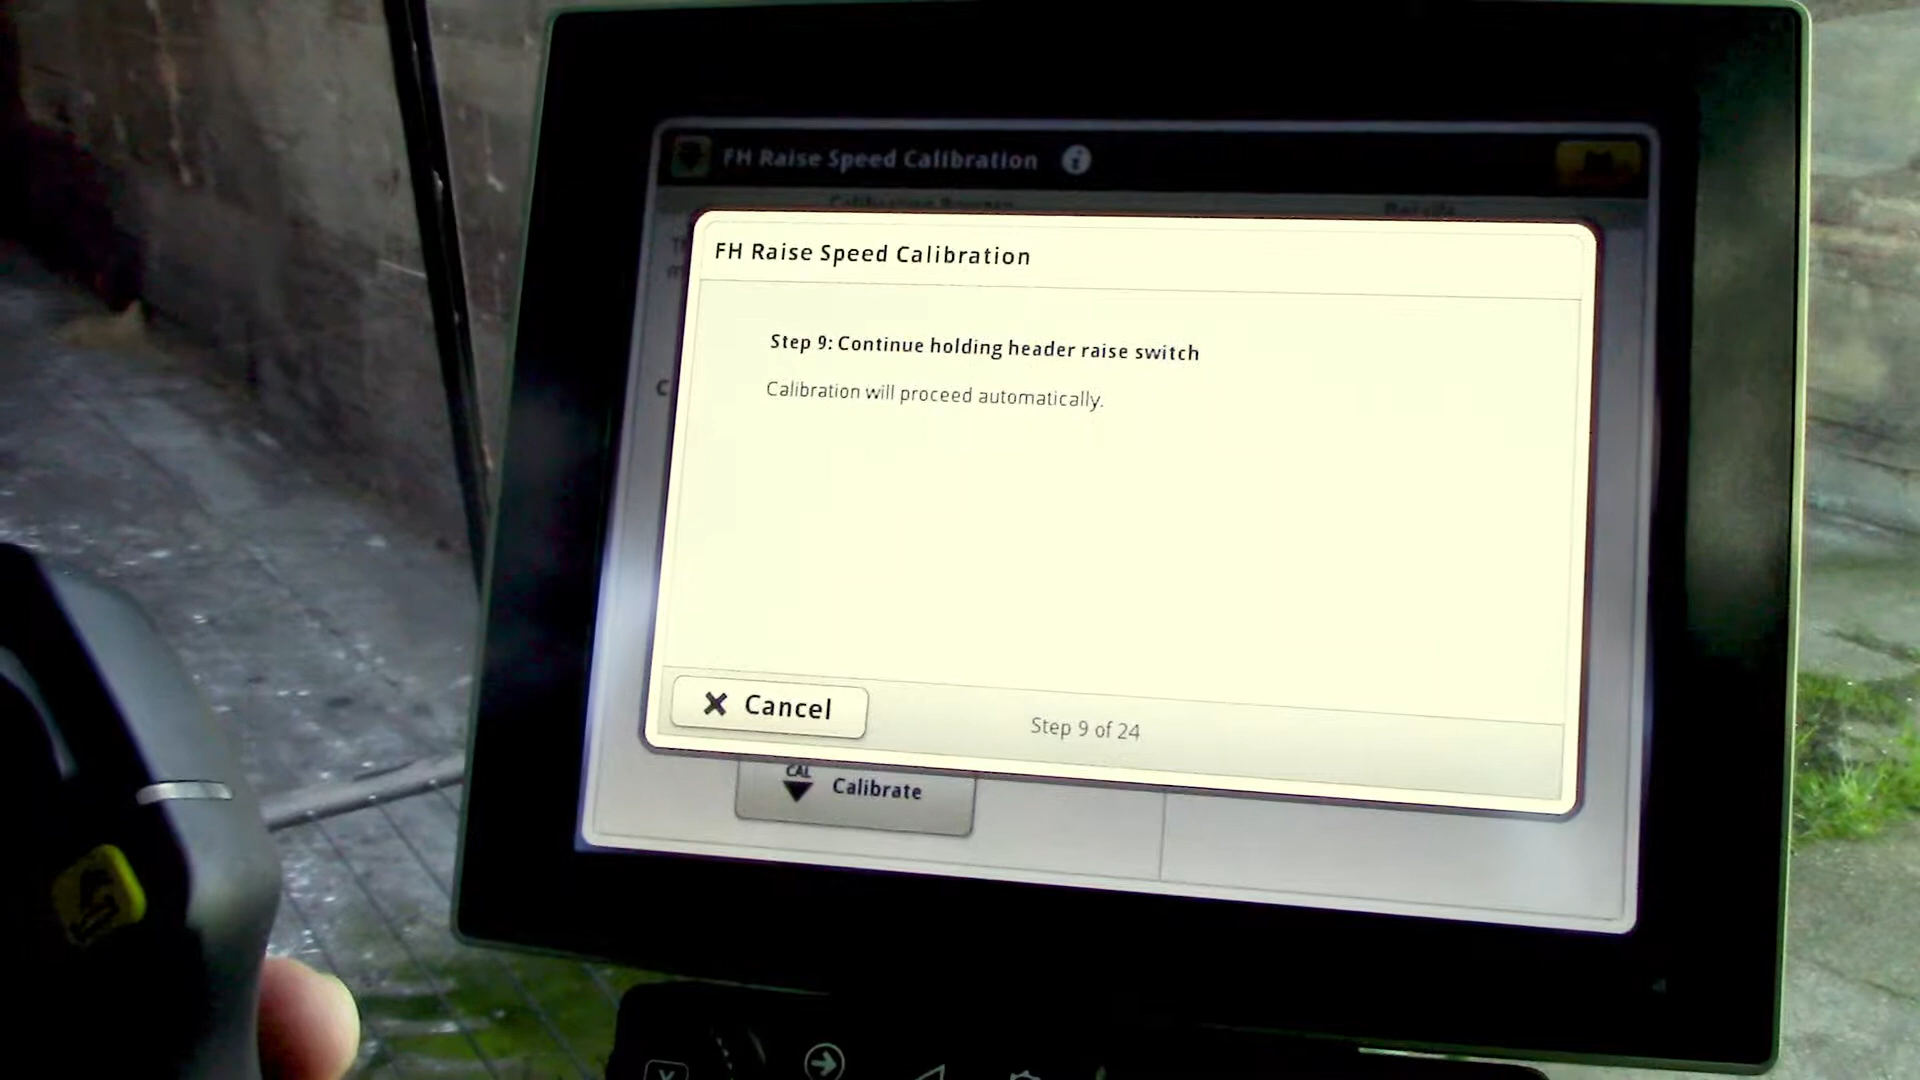 FH Raise Speed Calibration
FH Raise Speed Calibration
Step 9: Continue holding header raise switch
Calibration will proceed automatically.
Cancel
Step 9 of 24
CAL
Calibrate